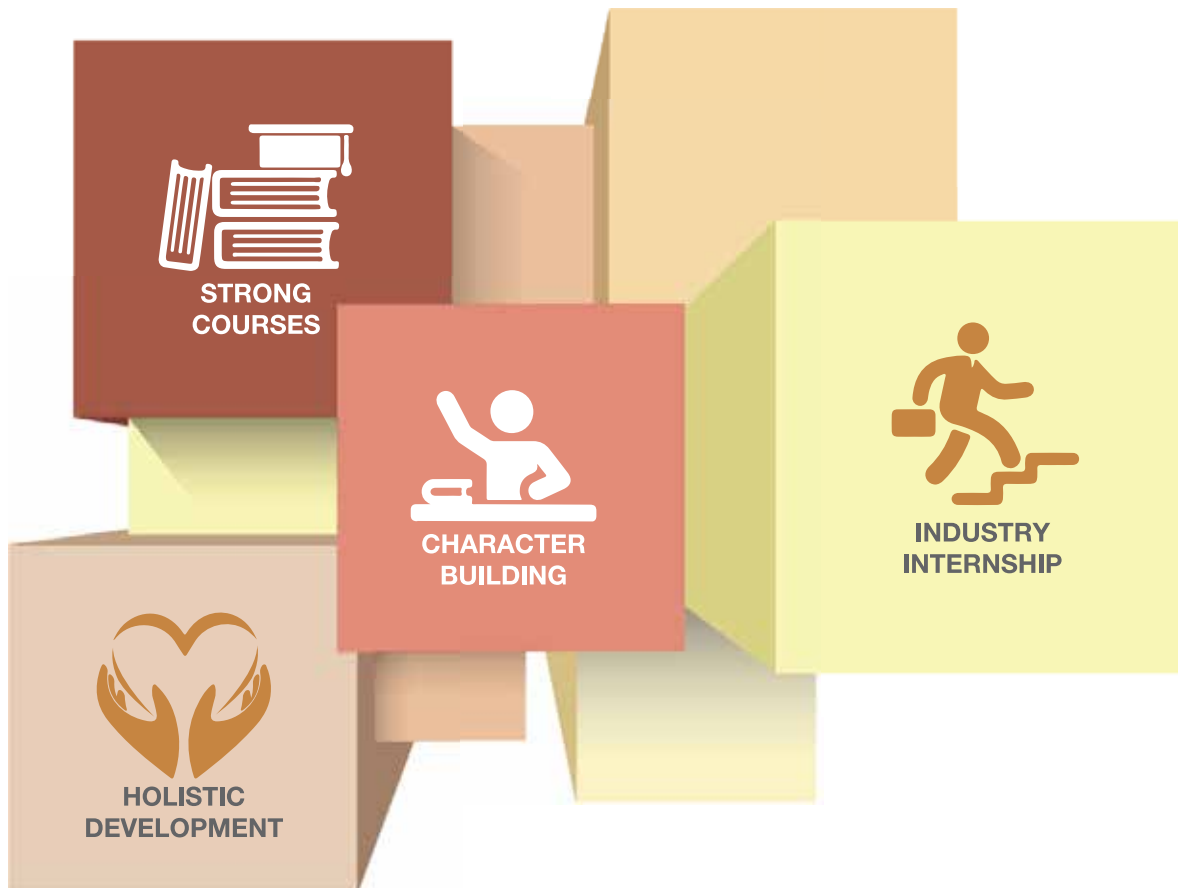 STRONG
COURSES
CHARACTER
BUILDING
INDUSTRY
INTERNSHIP
HOLISTIC
DEVELOPMENT